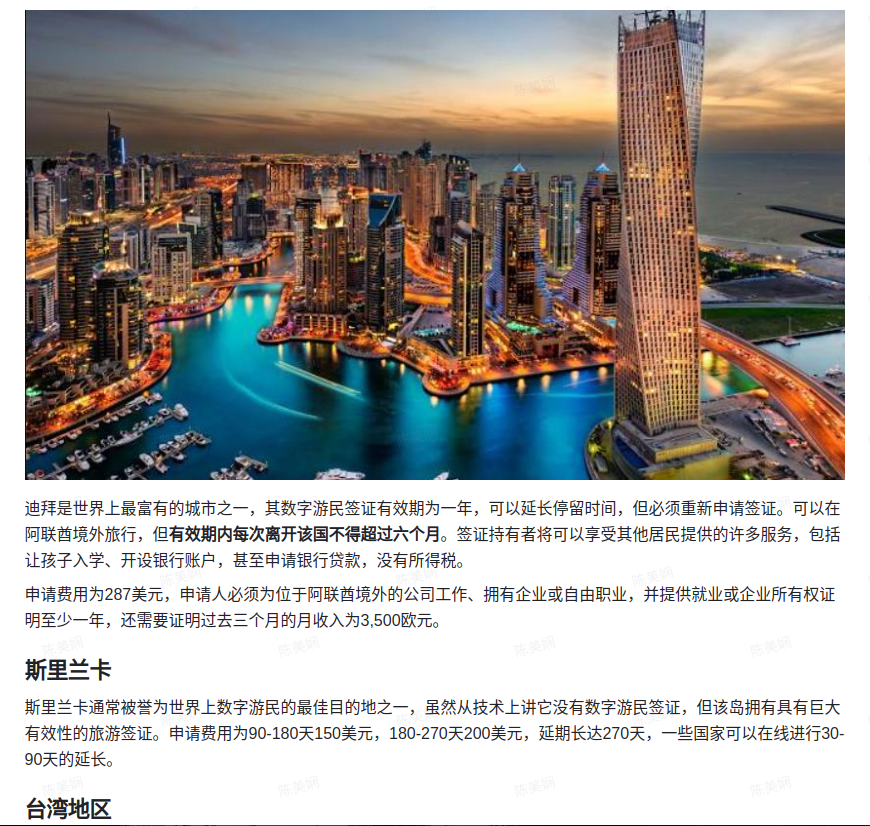 迪拜是世界上最富有的城市之一，其数字游民签证有效期为一年，可以延长停留时间，但必须重新申请签证。可以在
阿联酋境外旅行，但有效期内每次离开该国不得超过六个月。签证持有者将可以享受其他居民提供的许多服务，包括
让孩子入学、开设银行账户，甚至申请银行贷款，没有所得税。
申请费用为287美元，申请人必须为位于阿联酋境外的公司工作、拥有企业或自由职业，并提供就业或企业所有权证
明至少一年，还需要证明过去三个月的月收入为3,500欧元。
斯里兰卡
斯里兰卡通常被誉为世界上数字游民的最佳目的地之一，虽然从技术上讲它没有数字游民签证，但该岛拥有具有巨大
有效性的旅游签证。申请费用为90-180天150美元，180-270天200美元，延期长达270天，一些国家可以在线进行30-
90天的延长。
台湾地区